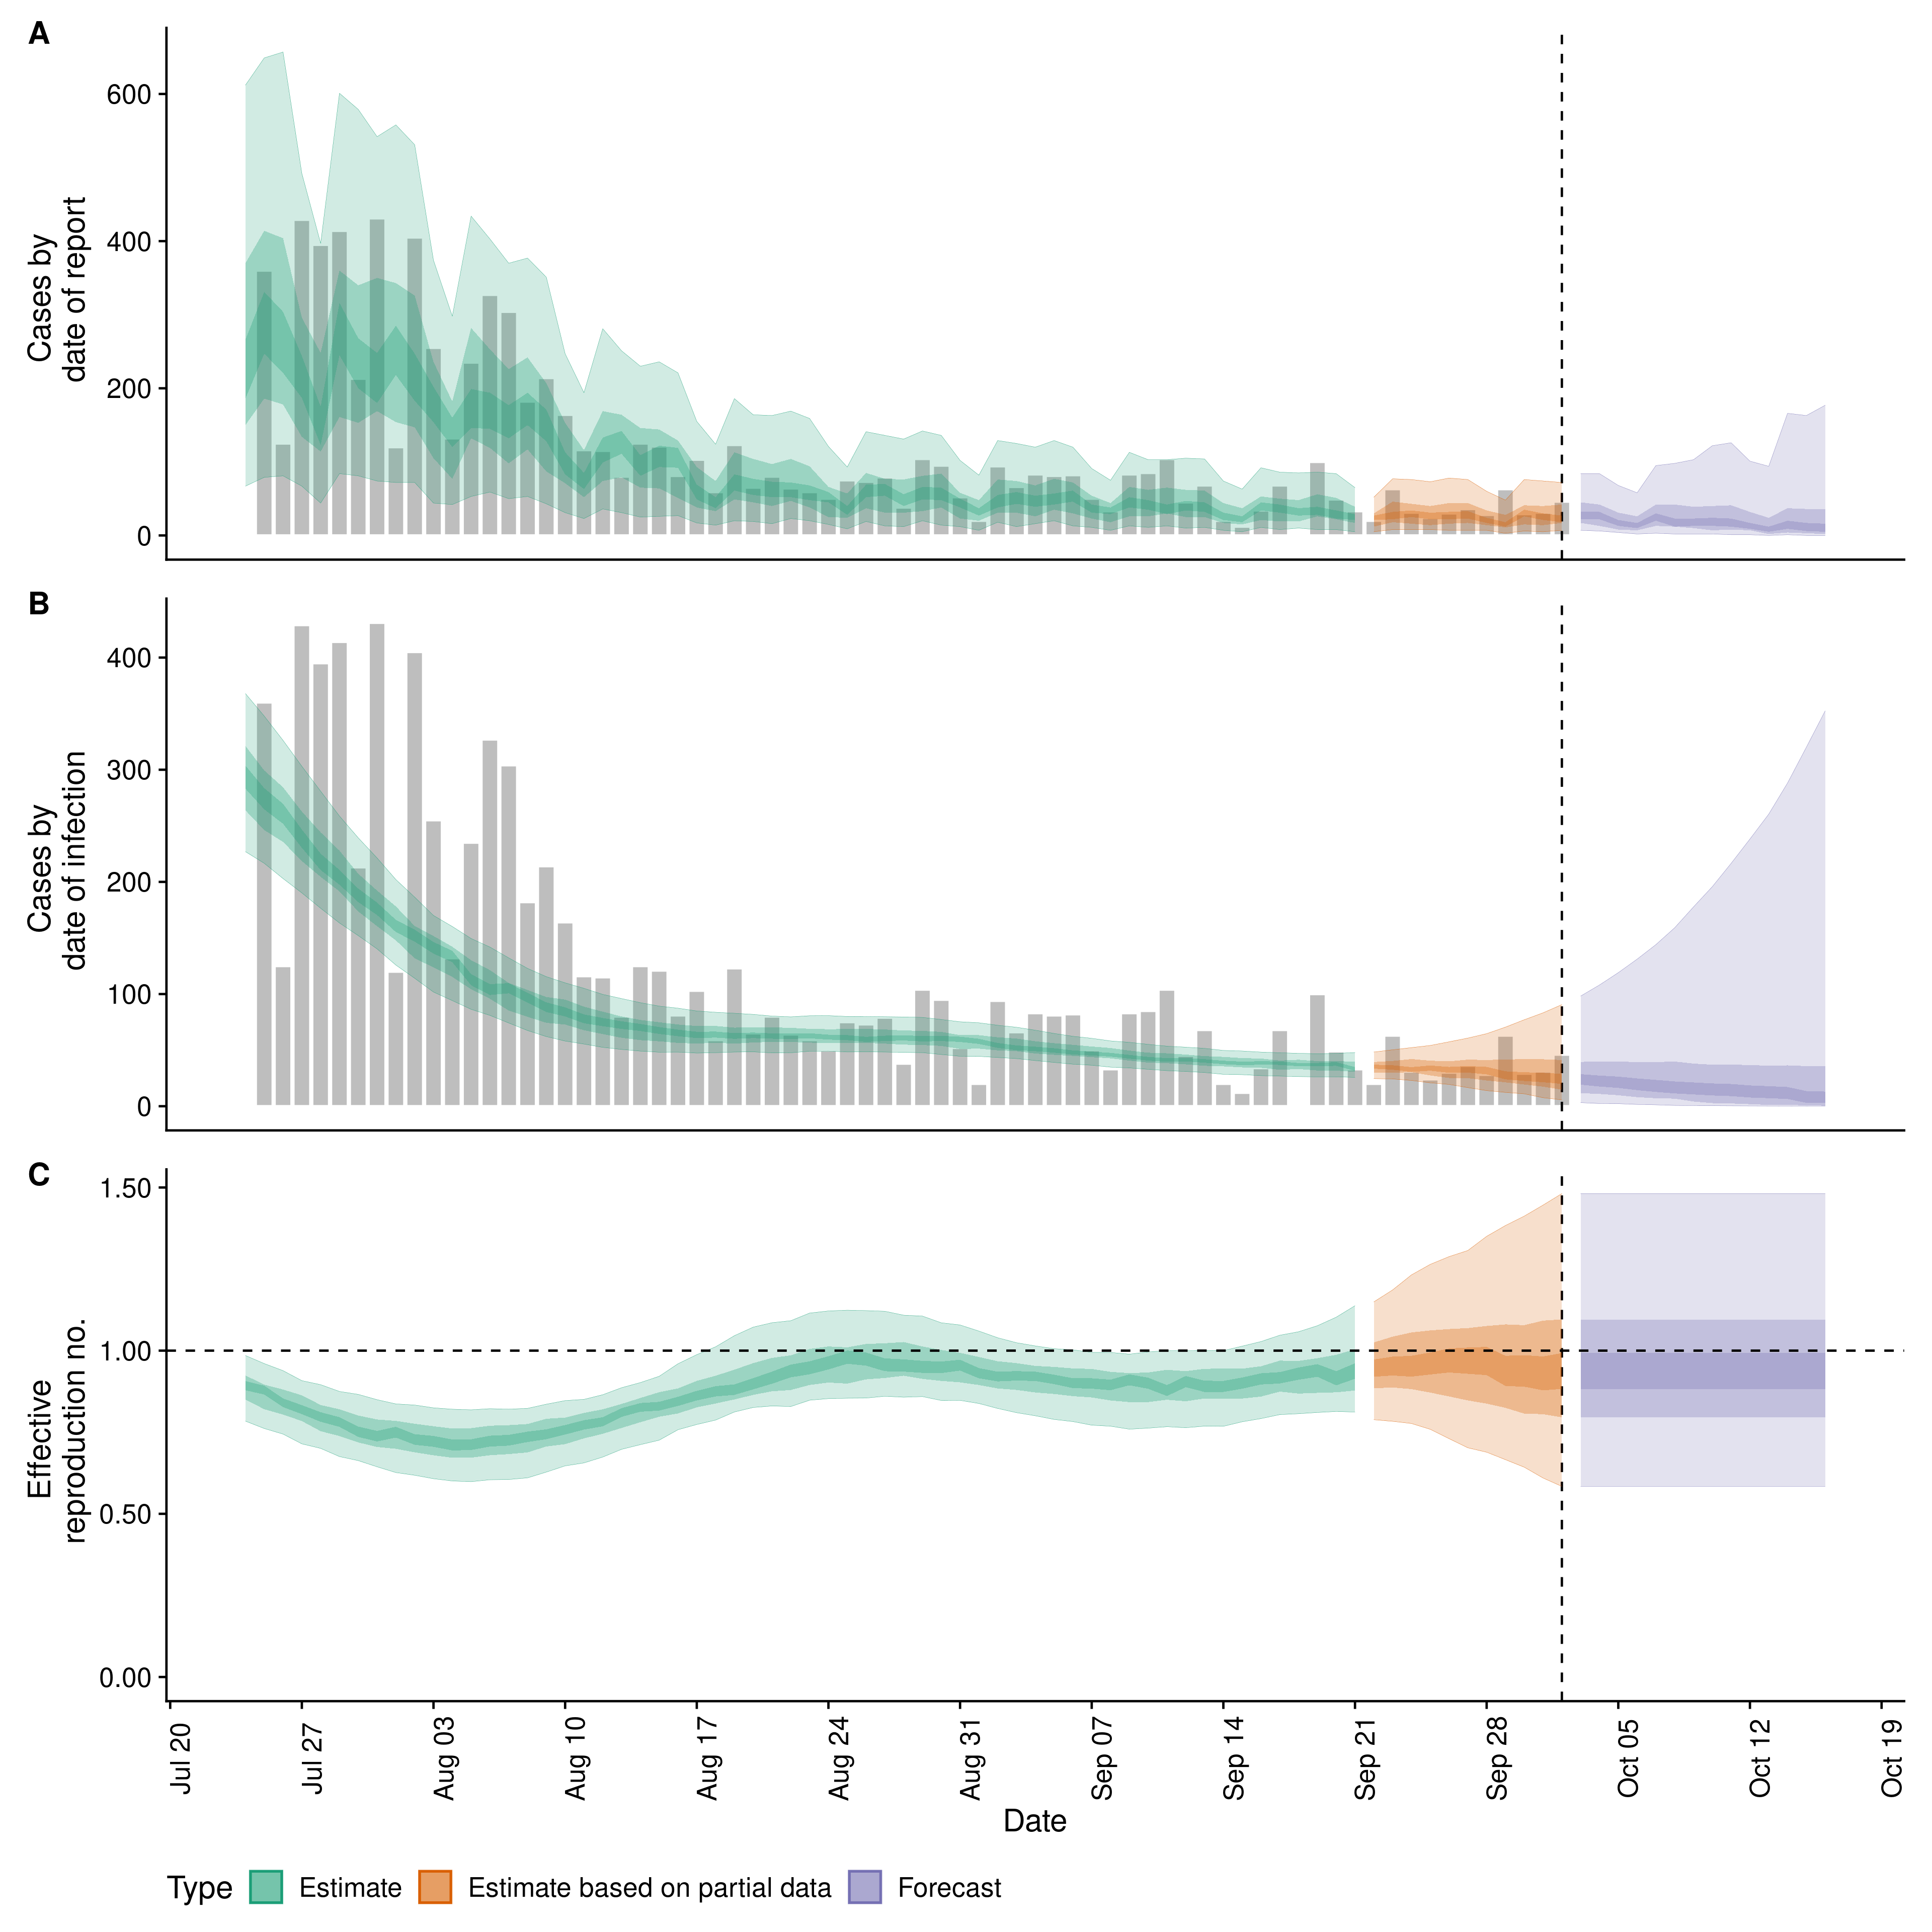 A
600
400
200
0
Cases by
date of report
B
400
300
200
100
0
Cases by
date of infection
C
1.50
1.00
0.50
0.00
Effective
reproduction no.
Jul 20
Jul 27
Aug 03
Aug 10
Aug 17
Aug 24
Aug 31
Sep 07
Sep 14
Sep 21
Sep 28
Oct 05
Oct 12
Oct 19
Date
Type Estimate Estimate based on partial data Forecast